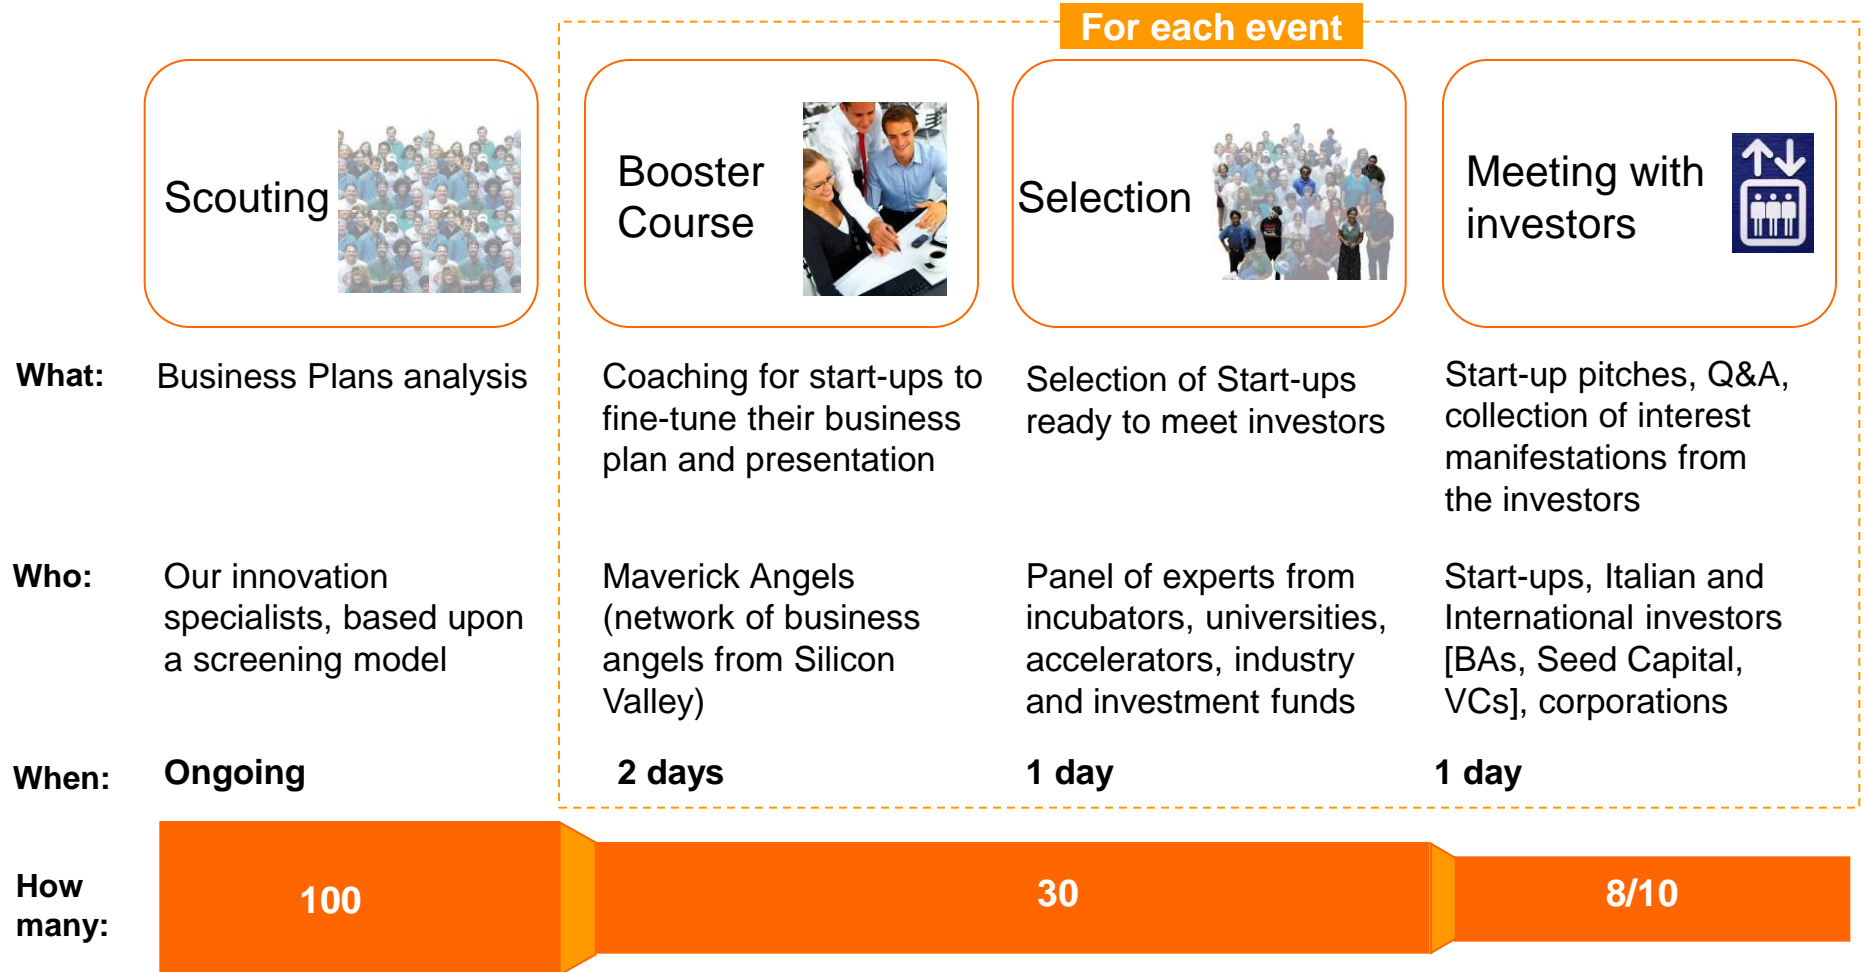 For each event
Scouting
Booster
Course
Selection
Meeting with
investors
What:
Business Plans analysis
Coaching for start-ups to
fine-tune their business
plan and presentation
Selection of Start-ups
ready to meet investors
Start-up pitches, Q&A,
collection of interest
manifestations from
the investors
Who:
Our innovation
specialists, based upon
a screening model
Maverick Angels
(network of business
angels from Silicon
Valley)
Panel of experts from
incubators, universities,
accelerators, industry
and investment funds
Start-ups, Italian and
International investors
[BAs, Seed Capital,
VCs], corporations
When:
Ongoing
2 days
1 day
1 day
How
many:
100
30
8/10